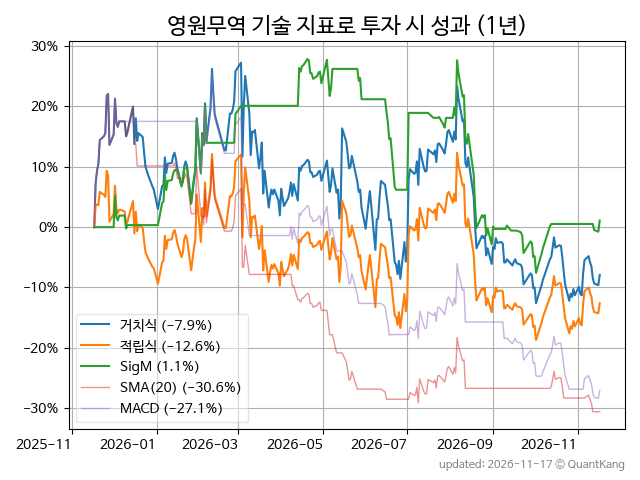 영원무역 기술 지표로 투자 시 성과 (1년)
30%
20%
10%
0%
−10%
−20%
−30%
거치식 (−7.9%)
적립식 (−12.6%)
SigM (1.1%)
SMA(20) (−30.6%)
MACD (−27.1%)
2025-11
2026-01
2026-03
2026-05
2026-07
2026-09
2026-11
updated: 2026-11-17 © QuantKang